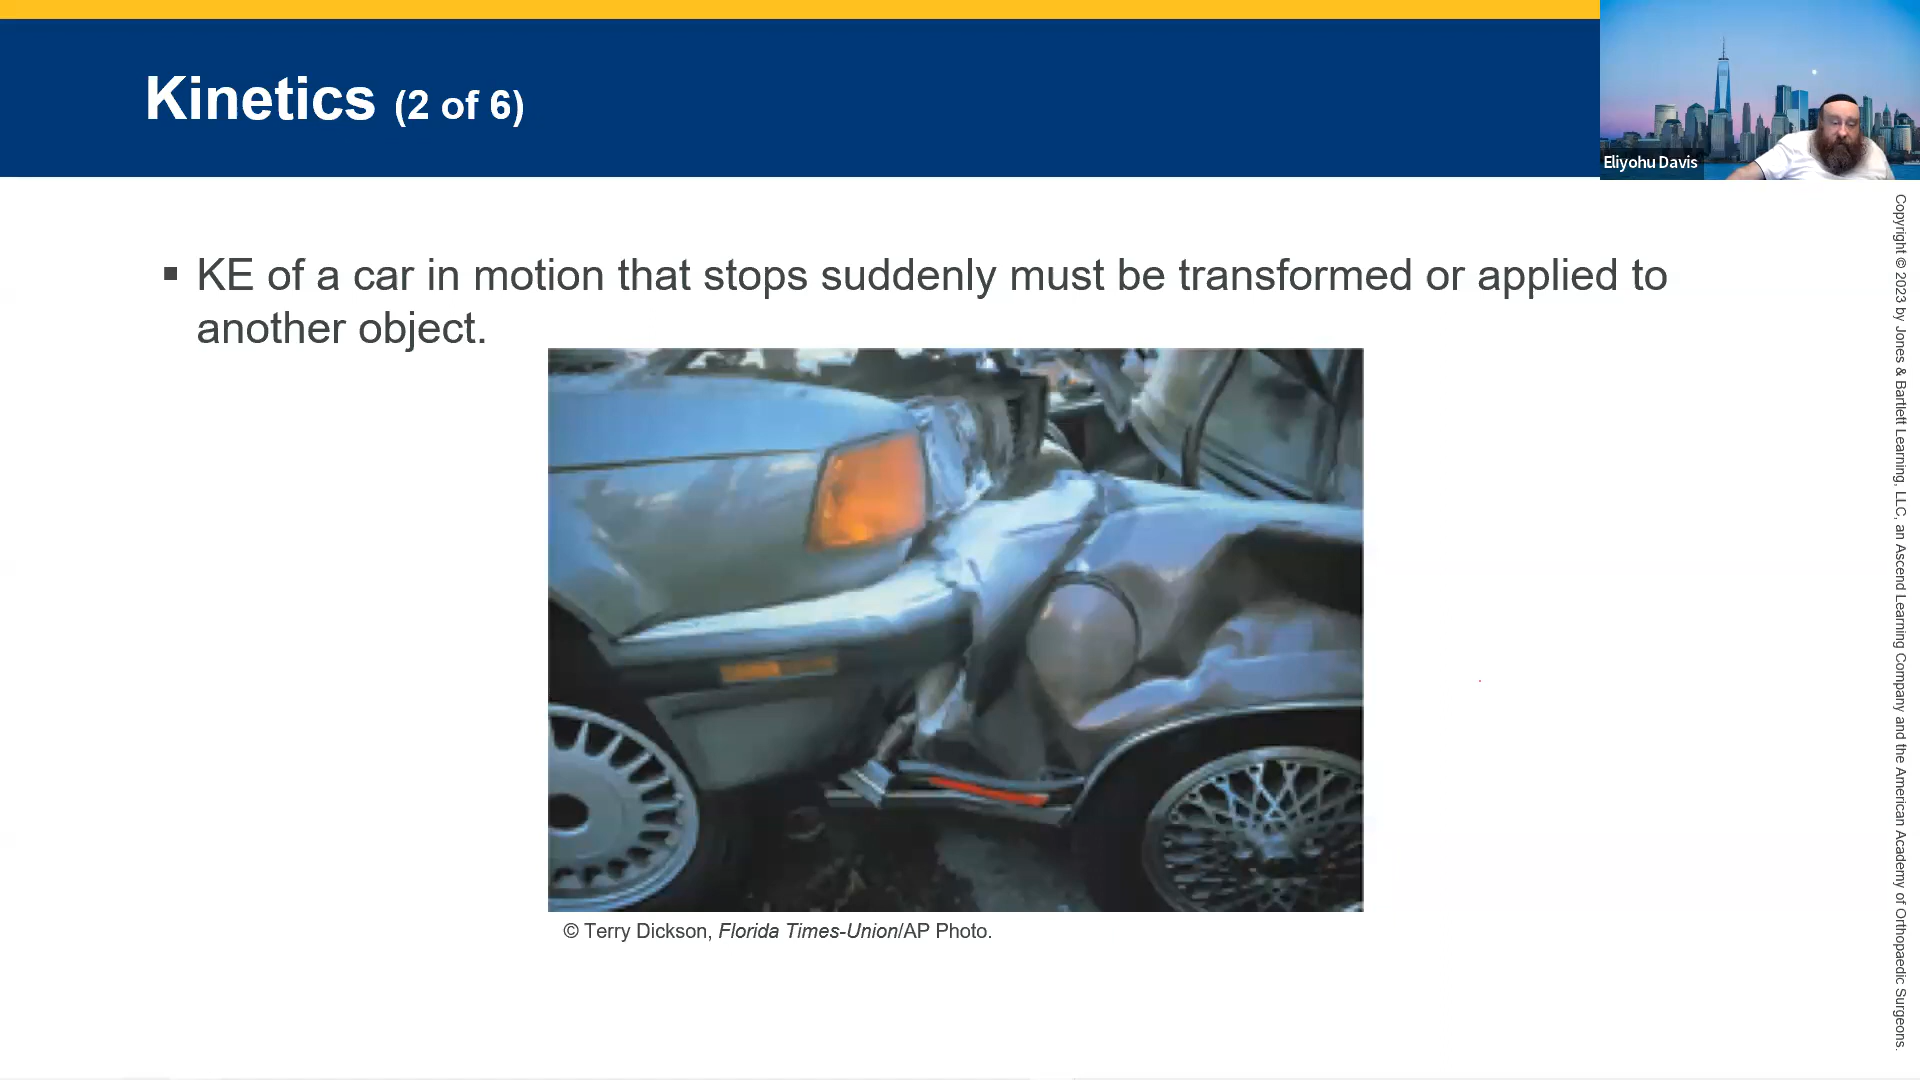 Kinetics (2 of 6)
Eliyohu Davis
▪ KE of a car in motion that stops suddenly must be transformed or applied to
another object.
© Terry Dickson, Florida Times-Union/AP Photo.
Copyright © 2023 by Jones & Bartlett Learning, LLC, an Ascend Learning Company and the American Academy of Orthopaedic Surgeons.